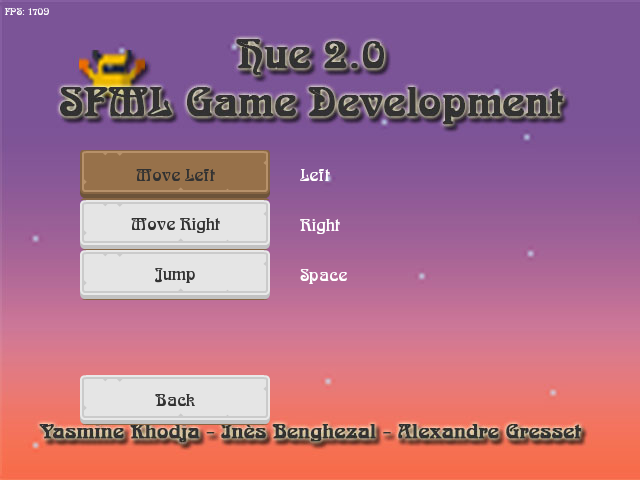 FPS: 1709
Hue 2.0
SFML Game Development
Move Left
Left
Move Right
Right
Jump
Space
Back
Yasmine Khodja - Inès Benghezal - Alexandre Gresset